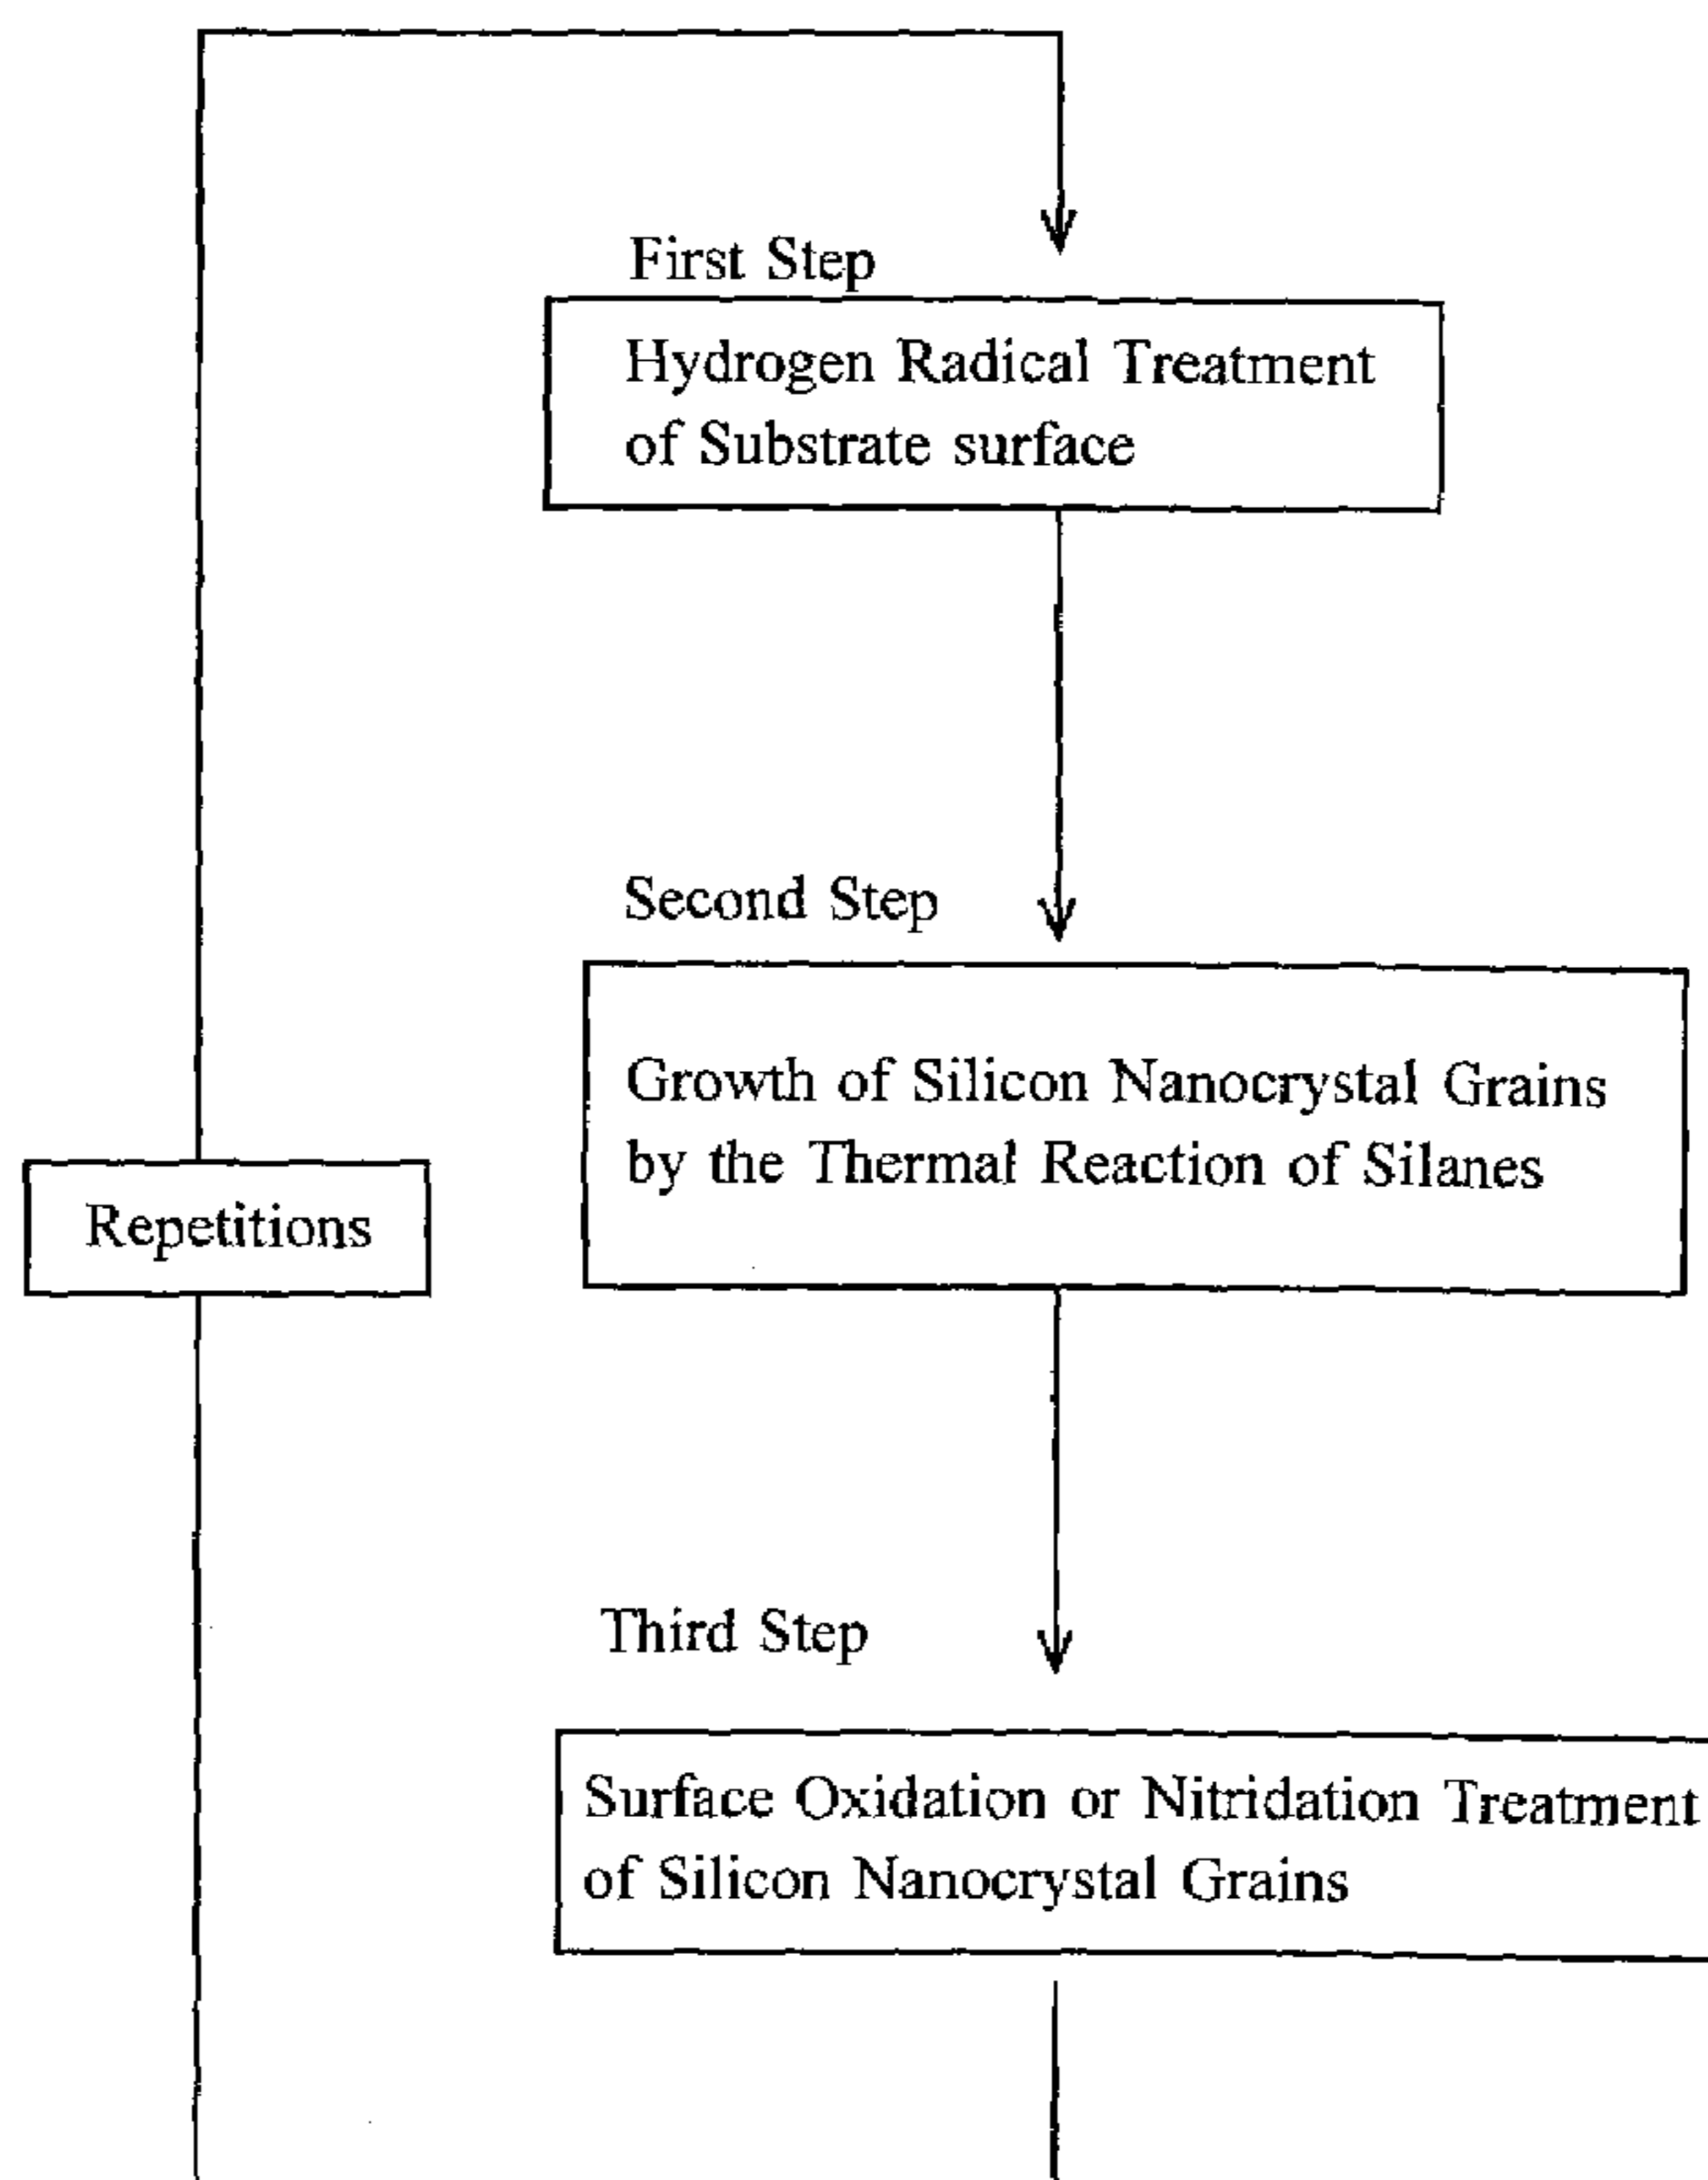 First Step
Hydrogen Radical Treatment
of Substrate surface
Second Step
Growth of Silicon Nanocrystal Grains
by the Thermal Reaction of Silanes
Repetitions
Third Step
Surface Oxidation or Nitridation Treatment
of Silicon Nanocrystal Grains